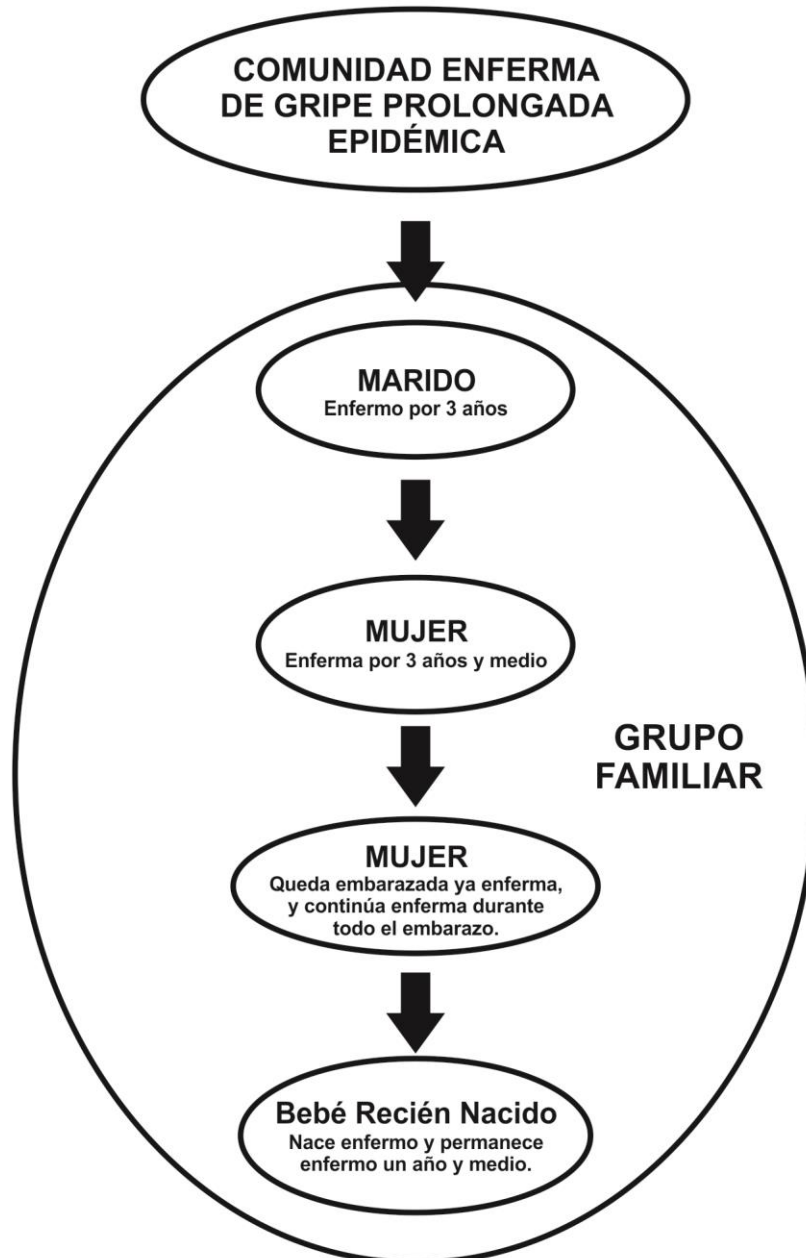 COMUNIDAD ENFERMA
DE GRIPE PROLONGADA
EPIDÉMICA
MARIDO
Enfermo por 3 años
MUJER
Enferma por 3 años y medio
GRUPO
FAMILIAR
MUJER
Queda embarazada ya enferma,
y continúa enferma durante
todo el embarazo.
Bebé Recién Nacido
Nace enfermo y permanece
enfermo un año y medio.